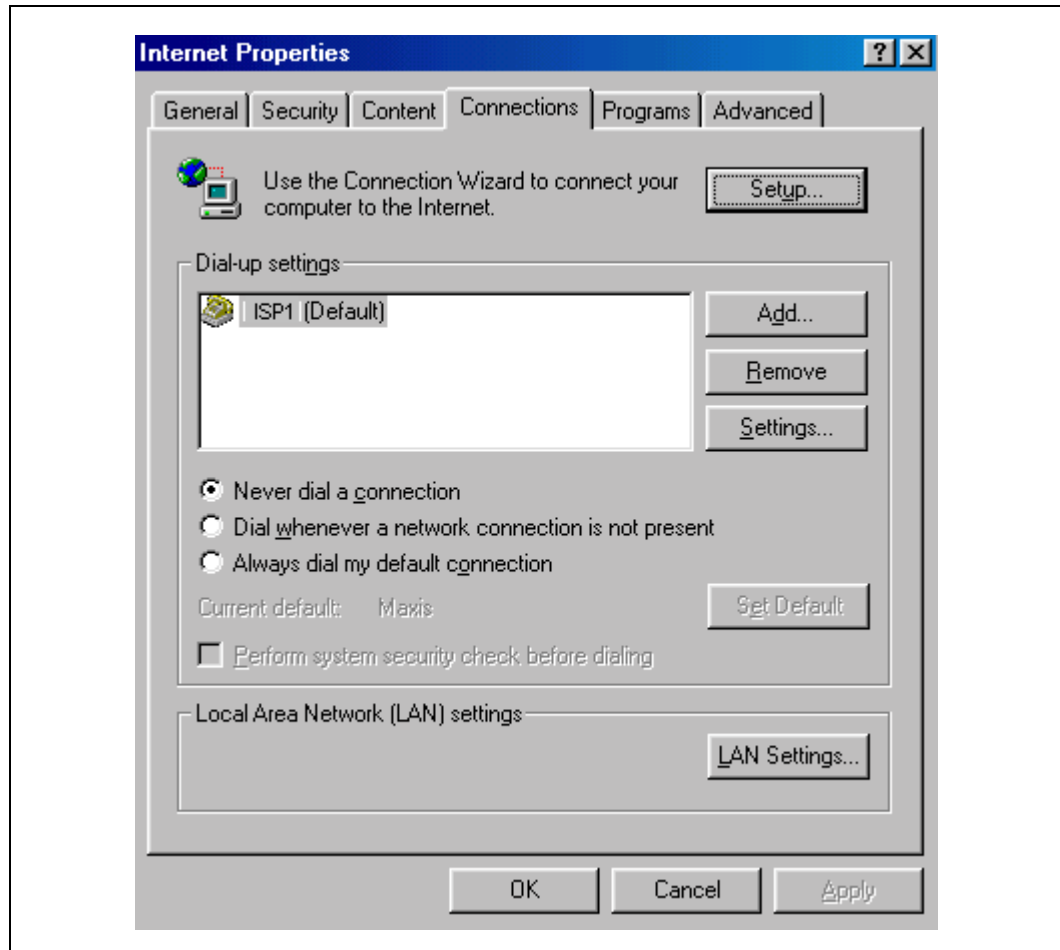 Internet Properties
General Security Content Connections Programs Advanced
Use the Connection Wizard to connect your
computer to the Internet.
Setup...
Dial-up settings
ISP1 (Default)
Add...
Remove
Settings...
Never dial a connection
Dial whenever a network connection is not present
Always dial my default connection
Current default: Maxis
Set Default
Perform system security check before dialing
Local Area Network (LAN) settings
LAN Settings...
OK Cancel Apply